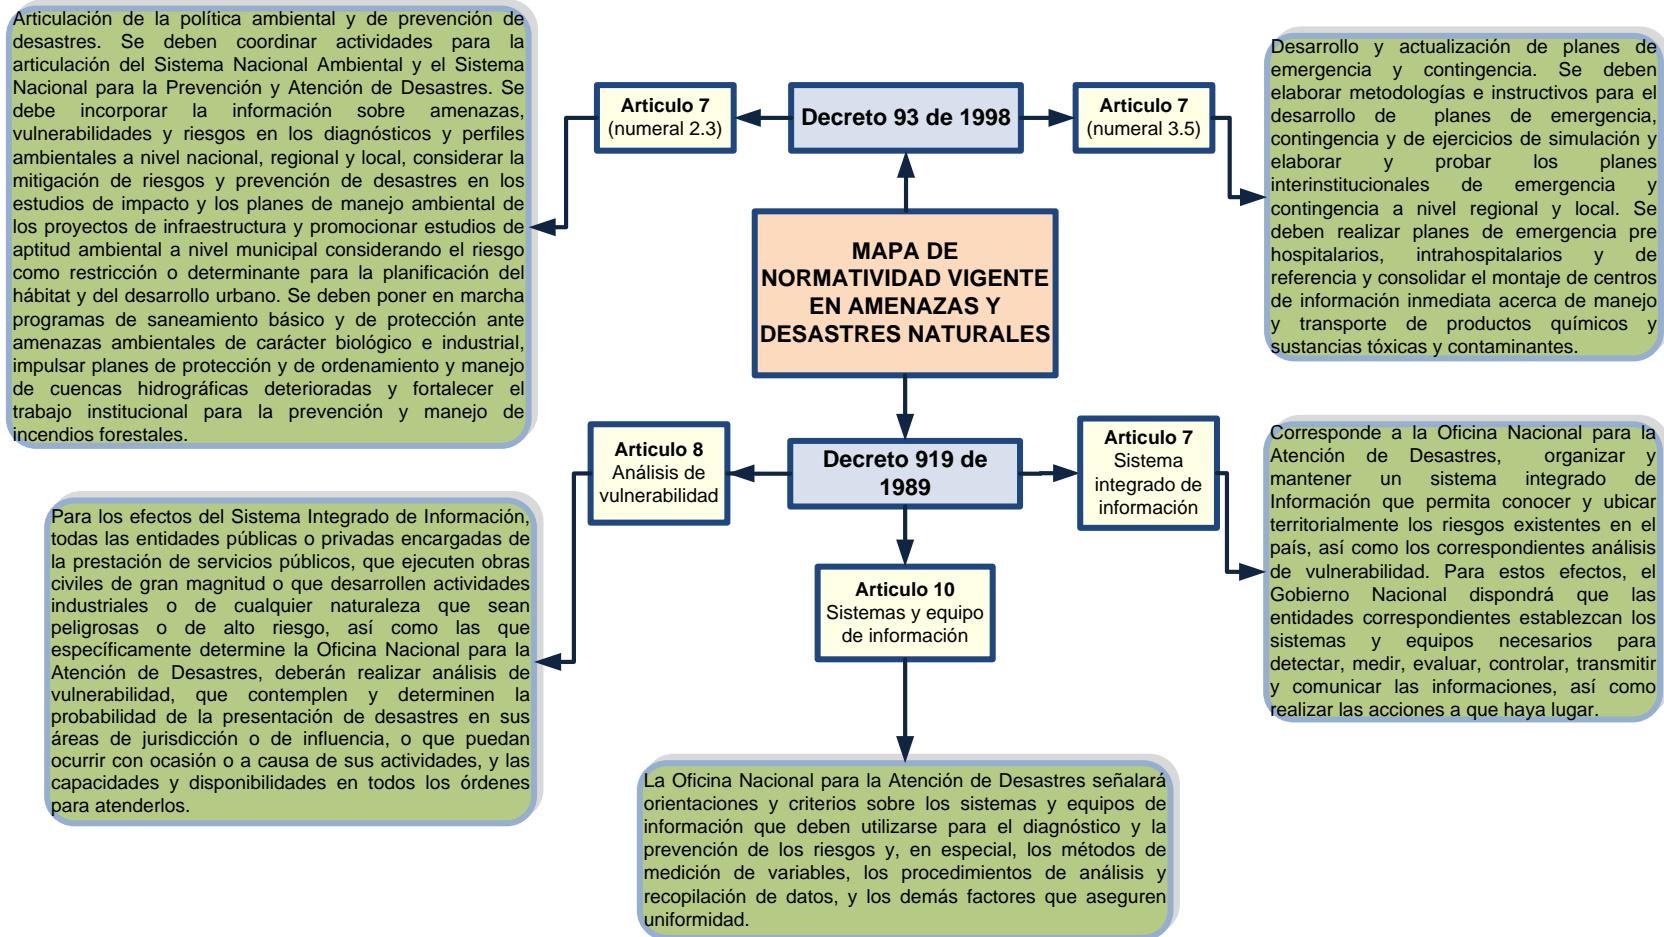 Articulación de la política ambiental y de prevención de
desastres. Se deben coordinar actividades para la
articulación del Sistema Nacional Ambiental y el Sistema
Nacional para la Prevención y Atención de Desastres. Se
debe incorporar la información sobre amenazas,
vulnerabilidades y riesgos en los diagnósticos y perfiles
ambientales a nivel nacional, regional y local, considerar la
mitigación de riesgos y prevención de desastres en los
estudios de impacto y los planes de manejo ambiental de
los proyectos de infraestructura y promocionar estudios de
aptitud ambiental a nivel municipal considerando el riesgo
como restricción o determinante para la planificación del
hábitat y del desarrollo urbano. Se deben poner en marcha
programas de saneamiento básico y de protección ante
amenazas ambientales de carácter biológico e industrial,
impulsar planes de protección y de ordenamiento y manejo
de cuencas hidrográficas deterioradas y fortalecer el
trabajo institucional para la prevención y manejo de
incendios forestales.
Articulo 7
(numeral 2.3)
Decreto 93 de 1998
Articulo 7
(numeral 3.5)
Desarrollo y actualización de planes de
emergencia y contingencia. Se deben
elaborar metodologías e instructivos para el
desarrollo de planes de emergencia,
contingencia y de ejercicios de simulación y
elaborar y probar los planes
interinstitucionales de emergencia y
contingencia a nivel regional y local. Se
deben realizar planes de emergencia pre
hospitalarios, intrahospitalarios y de
referencia y consolidar el montaje de centros
de información inmediata acerca de manejo
y transporte de productos químicos y
sustancias tóxicas y contaminantes.
MAPA DE
NORMATIVIDAD VIGENTE
EN AMENAZAS Y
DESASTRES NATURALES
Articulo 8
Análisis de
vulnerabilidad
Decreto 919 de
1989
Articulo 7
Sistema
integrado de
información
Para los efectos del Sistema Integrado de Información,
todas las entidades públicas o privadas encargadas de
la prestación de servicios públicos, que ejecuten obras
civiles de gran magnitud o que desarrollen actividades
industriales o de cualquier naturaleza que sean
peligrosas o de alto riesgo, así como las que
específicamente determine la Oficina Nacional para la
Atención de Desastres, deberán realizar análisis de
vulnerabilidad, que contemplen y determinen la
probabilidad de la presentación de desastres en sus
áreas de jurisdicción o de influencia, o que puedan
ocurrir con ocasión o a causa de sus actividades, y las
capacidades y disponibilidades en todos los órdenes
para atenderlos.
Articulo 10
Sistemas y equipo
de información
Corresponde a la Oficina Nacional para la
Atención de Desastres, organizar y
mantener un sistema integrado de
Información que permita conocer y ubicar
territorialmente los riesgos existentes en el
país, así como los correspondientes análisis
de vulnerabilidad. Para estos efectos, el
Gobierno Nacional dispondrá que las
entidades correspondientes establezcan los
sistemas y equipos necesarios para
detectar, medir, evaluar, controlar, transmitir
y comunicar las informaciones, así como
realizar las acciones a que haya lugar.
La Oficina Nacional para la Atención de Desastres señalará
orientaciones y criterios sobre los sistemas y equipos de
información que deben utilizarse para el diagnóstico y la
prevención de los riesgos y, en especial, los métodos de
medición de variables, los procedimientos de análisis y
recopilación de datos, y los demás factores que aseguren
uniformidad.